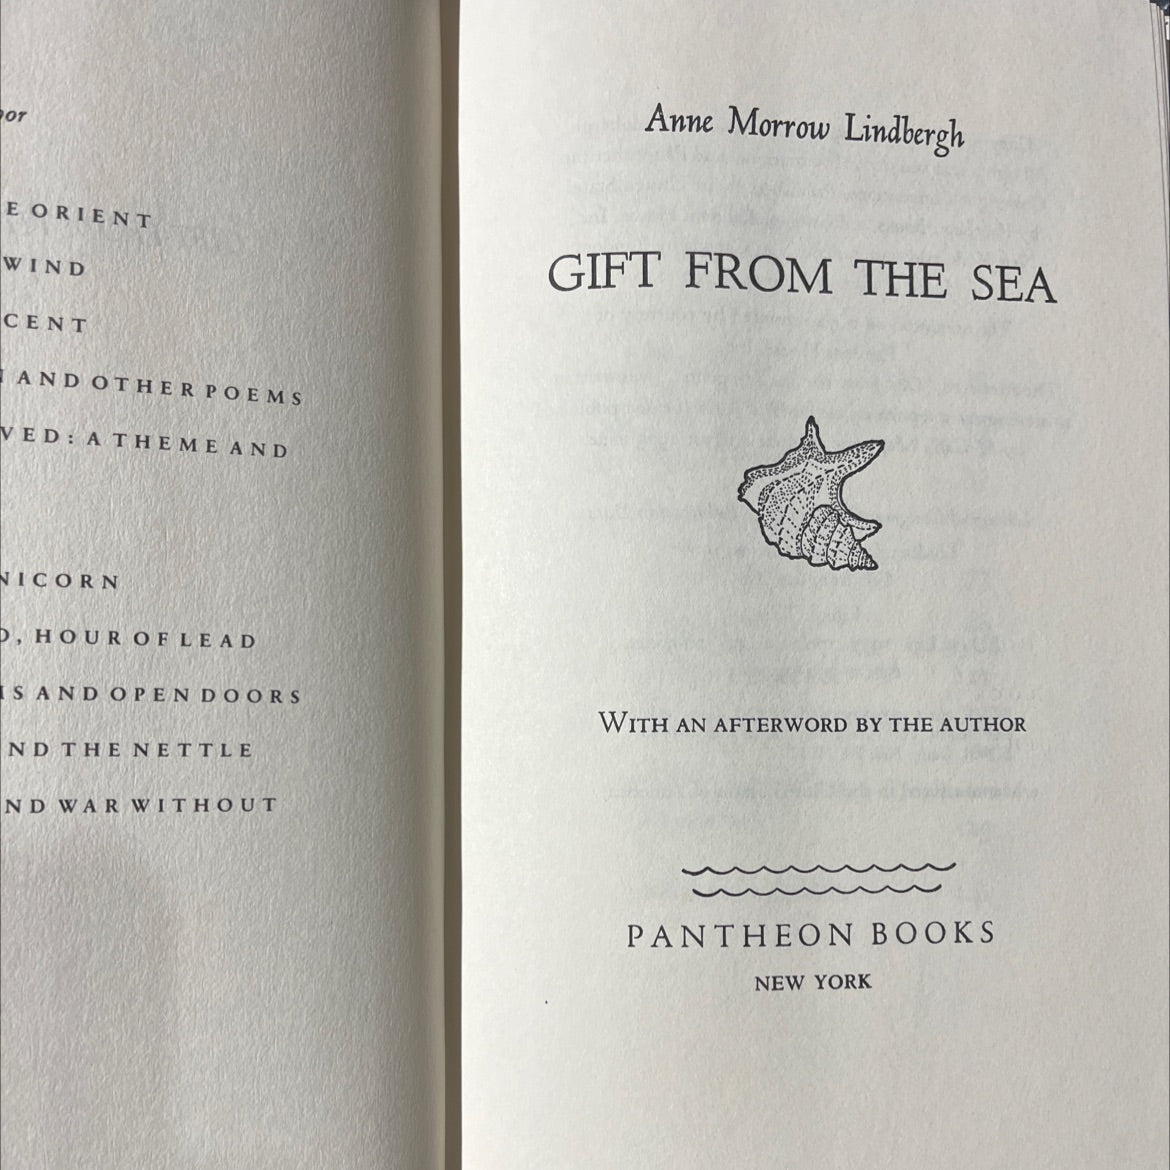 E ORIENT
WIND
CENT
AND OTHER POEMS
VED: A THEME AND
NICORN
D, HOUR OF LEAD
S AND OPEN DOORS
ND THE NETTLE
ND WAR WITHOUT
Anne Morrow Lindbergh
GIFT FROM THE SEA
WITH AN AFTERWORD BY THE AUTHOR
PANTHEON BOOKS
NEW YORK